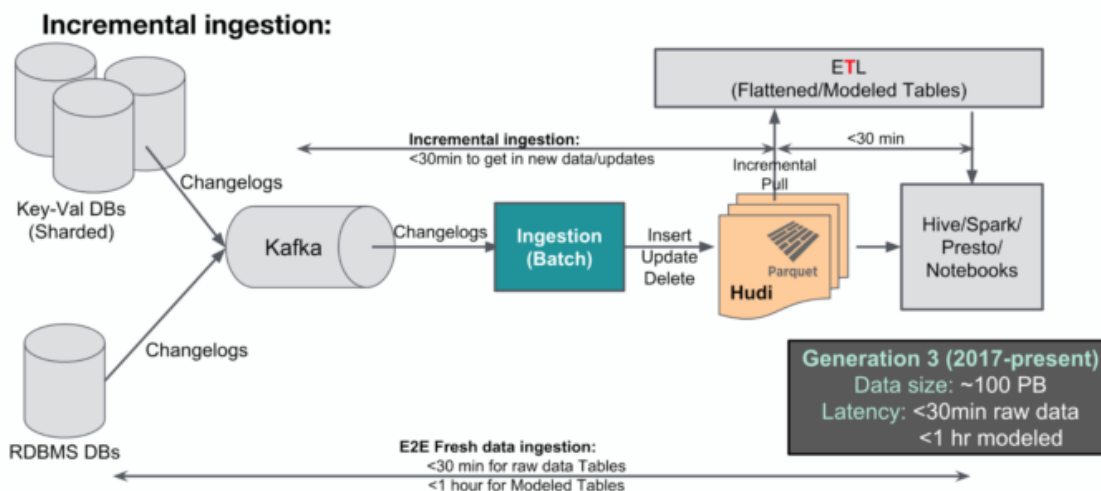 Incremental ingestion:
ETL
(Flattened/Modeled Tables)
Incremental ingestion:
<30min to get in new data/updates
<30 min
Incremental
Pull
Changelogs
Key-Val DBs
(Sharded)
Kafka
Changelogs
Ingestion
(Batch)
Insert
Update
Delete
Parquet
Hudi
Hive/Spark/
Presto/
Notebooks
Changelogs
RDBMS DBs
Generation 3 (2017-present)
Data size: ~100 PB
Latency: <30min raw data
<1 hr modeled
E2E Fresh data ingestion:
<30 min for raw data Tables
<1 hour for Modeled Tables